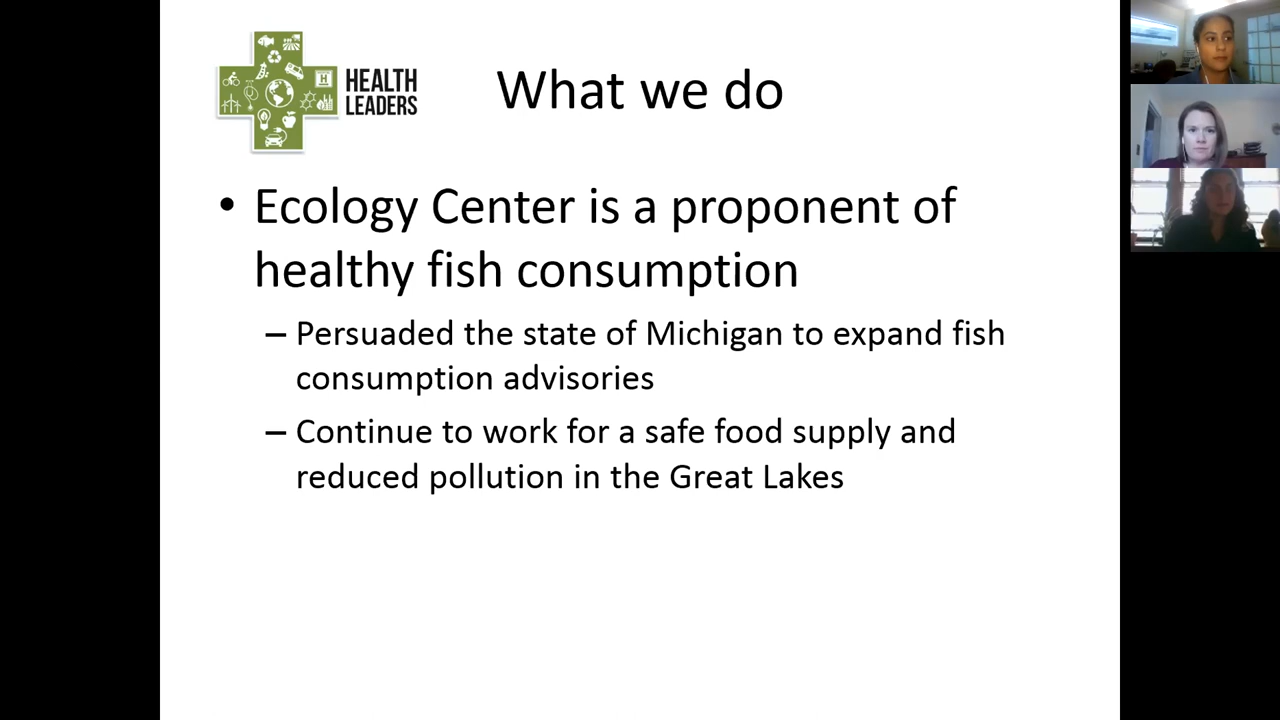 HEALTH
LEADERS
What we do
• Ecology Center is a proponent of
healthy fish consumption
– Persuaded the state of Michigan to expand fish
consumption advisories
– Continue to work for a safe food supply and
reduced pollution in the Great Lakes